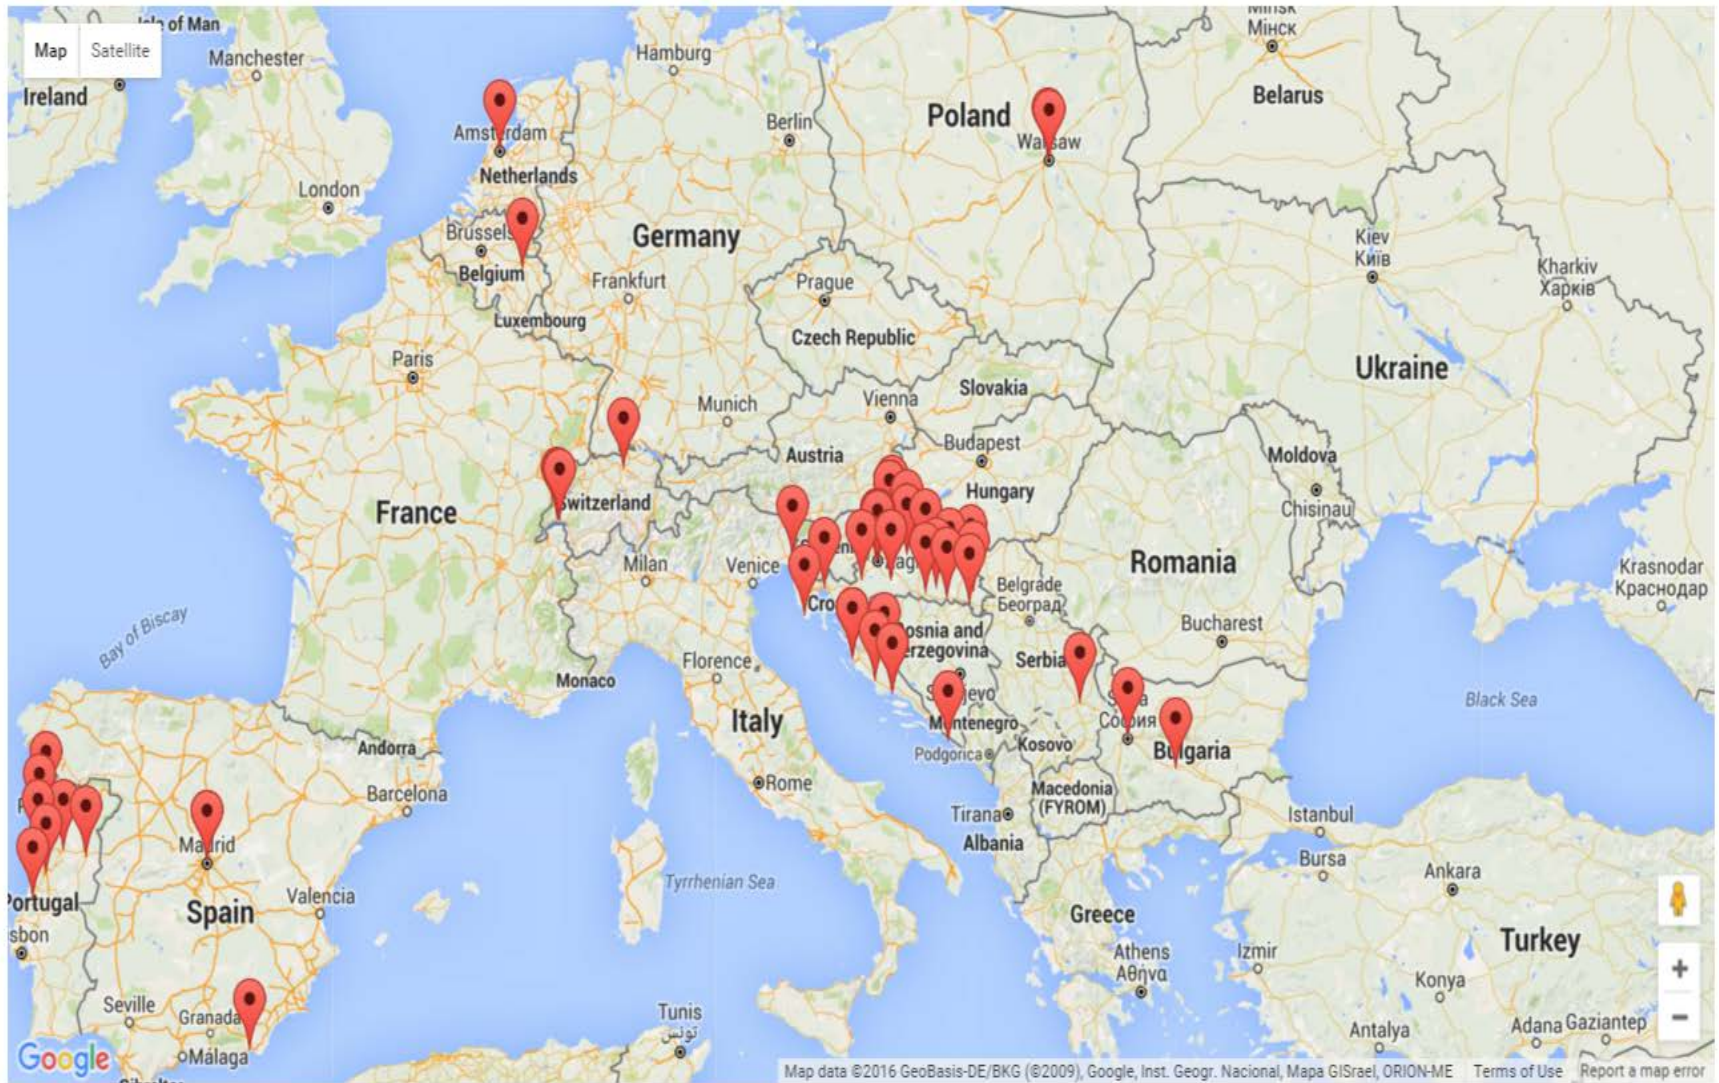 Map
Satellite
Isle of Man
Manchester
Ireland
London
Hamburg
Berlin
Amsterdam
Netherlands
Brussels
Belgium
Luxembourg
Germany
Frankfurt
Poland
Warsaw
Minsk
Мінск
Belarus
Kiev
Київ
Kharkiv
Харків
Prague
Czech Republic
Paris
Munich
Vienna
Slovakia
Ukraine
Austria
Budapest
Hungary
Moldova
Chisinau
France
Switzerland
Milan
Venice
Cro
Romania
Belgrade
Београд
Krasnodar
Краснодар
Bay of Biscay
Monaco
Florence
Bosnia and
Herzegovina
Serbia
Bucharest
Italy
Montenegro
Podgorica
Kosovo
София
Bulgaria
Black Sea
Andorra
Barcelona
Rome
Macedonia
(FYROM)
Tirana
Albania
Istanbul
Bursa
Ankara
Madrid
Portugal
Spain
Valencia
Tyrrhenian Sea
Greece
Turkey
isbon
Athens
Αθήνα
Izmir
Konya
Seville
Granada
Málaga
Tunis
تونس
Antalya
Adana
Gaziantep
Google
Gibraltar
Map data ©2016 GeoBasis-DE/BKG (©2009), Google, Inst. Geogr. Nacional, Mapa GISrael, ORION-ME
Terms of Use
Report a map error